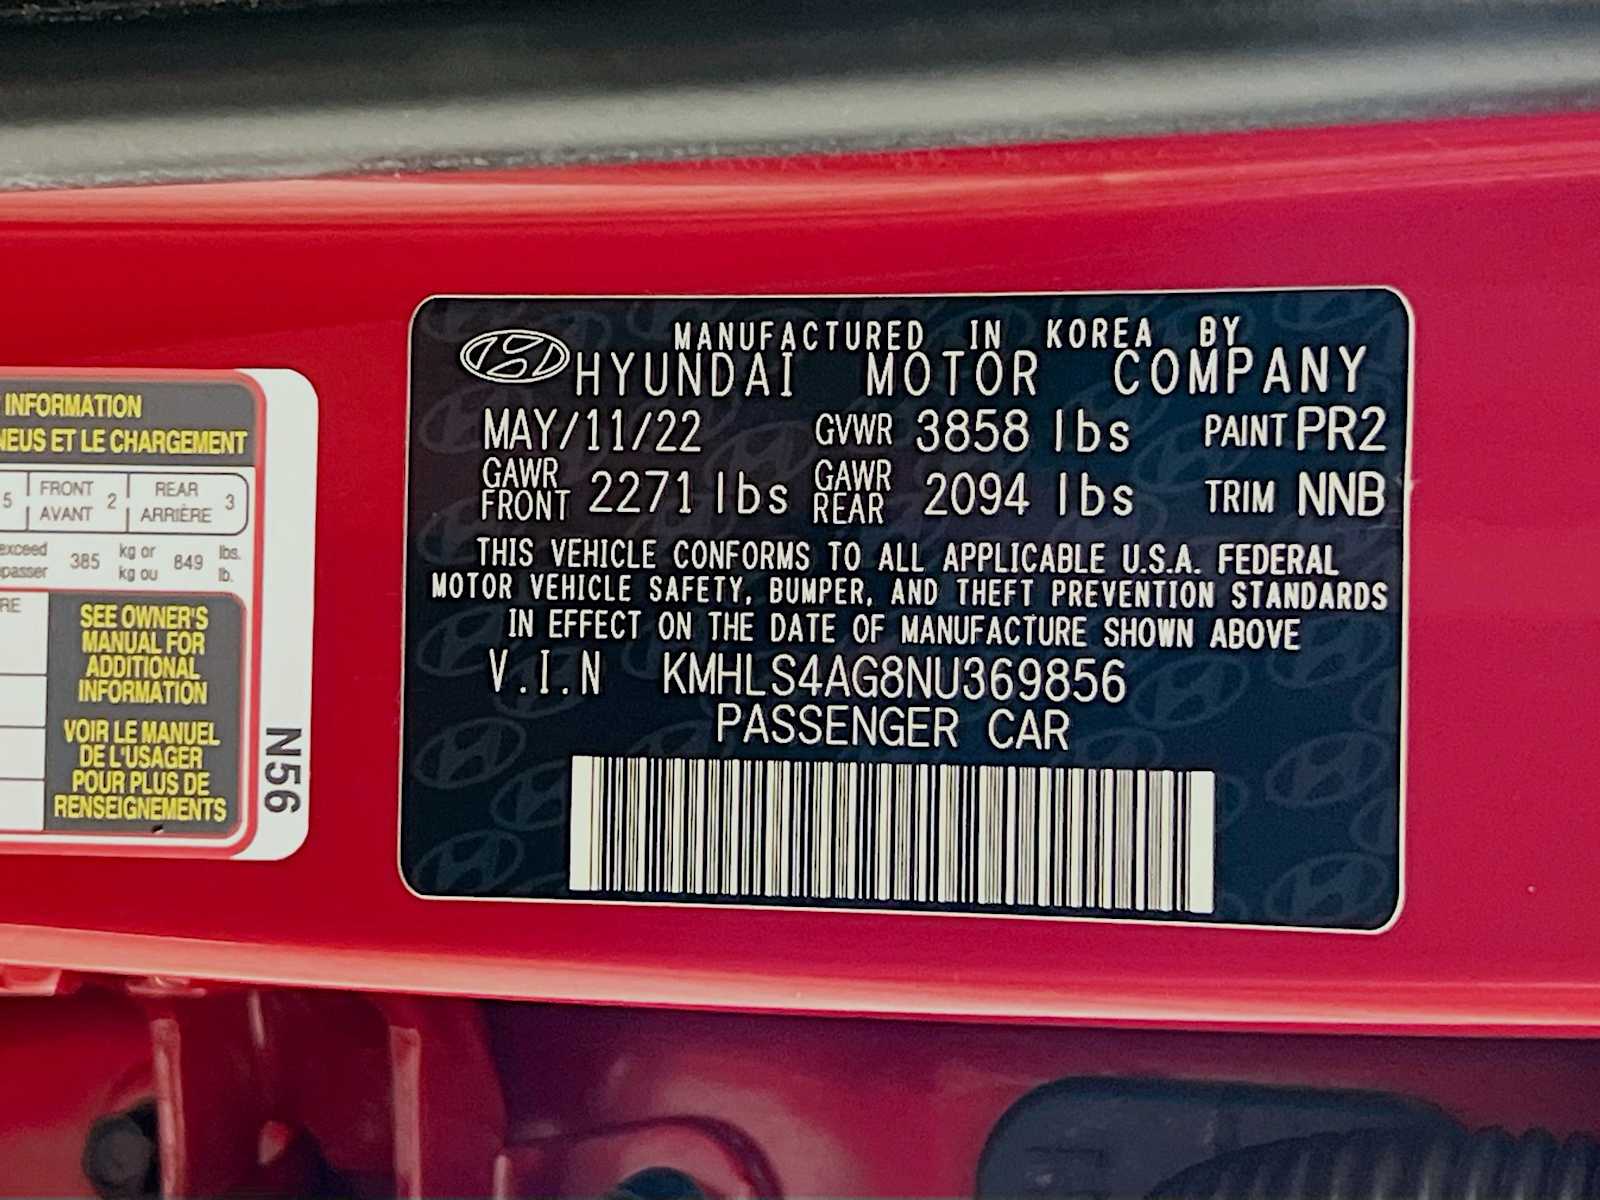 INFORMATION
NEUS ET LE CHARGEMENT
5 FRONT AVANT 2 REAR ARRIÈRE 3
exceed 385 kg or 849 lbs.
kg ou lb.
SEE OWNER'S
MANUAL FOR
ADDITIONAL
INFORMATION
VOIR LE MANUEL
DE L'USAGER
POUR PLUS DE
RENSEIGNEMENTS
N56
MANUFACTURED IN KOREA BY
HYUNDAI MOTOR COMPANY
MAY/11/22 GVWR 3858 lbs PAINT PR2
GAWR FRONT 2271 lbs GAWR REAR 2094 lbs TRIM NNB
THIS VEHICLE CONFORMS TO ALL APPLICABLE U.S.A. FEDERAL
MOTOR VEHICLE SAFETY, BUMPER, AND THEFT PREVENTION STANDARDS
IN EFFECT ON THE DATE OF MANUFACTURE SHOWN ABOVE
V.I.N KMHLS4AG8NU369856
PASSENGER CAR